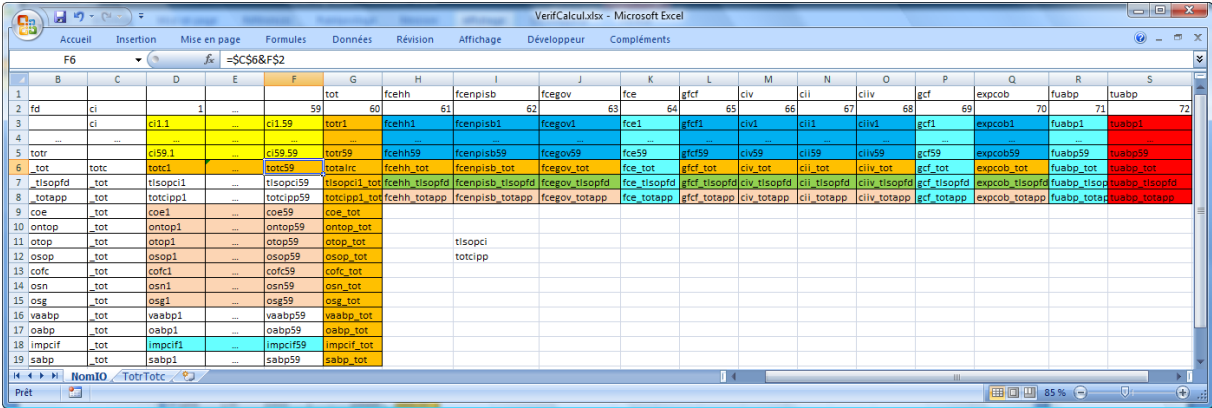 VerifCalcul.xlsx - Microsoft Excel
Accueil Insertion Mise en page Formules Données Révision Affichage Développeur Compléments
F6 fx =$C$6&F$2
B C D E F G H I J K L M N O P Q R S
1 tot fcehh fcenpisb fcegov fce gfcf civ cii ciiv gcf expcob fuabp tuabp
2 fd ci 1 ... 59 60 61 62 63 64 65 66 67 68 69 70 71 72
3 ci ci1.1 ... ci1.59 totr1 fcehh1 fcenpisb1 fcegov1 fce1 gfcf1 civ1 cii1 ciiv1 gcf1 expcob1 fuabp1 tuabp1
4 ... ... ... ... ... ... ... ... ... ... ... ... ... ... ... ... ...
5 totr ci59.1 ... ci59.59 totr59 fcehh59 fcenpisb59 fcegov59 fce59 gfcf59 civ59 cii59 ciiv59 gcf59 expcob59 fuabp59 tuabp59
6 _tot totc totc1 ... totc59 totalrc fcehh_tot fcenpisb_tot fcegov_tot fce_tot gfcf_tot civ_tot cii_tot ciiv_tot gcf_tot expcob_tot fuabp_tot tuabp_tot
7 _tlsopfd _tot tlsopci1 ... tlsopci59 tlsopci1_tot fcehh_tlsopfd fcenpisb_tlsopfd fcegov_tlsopfd fce_tlsopfd gfcf_tlsopfd civ_tlsopfd cii_tlsopfd ciiv_tlsopfd gcf_tlsopfd expcob_tlsopfd fuabp_tlsop tuabp_tlsopfd
8 _totapp _tot totcipp1 ... totcipp59 totcipp1_tot fcehh_totapp fcenpisb_totapp fcegov_totapp fce_totapp gfcf_totapp civ_totapp cii_totapp ciiv_totapp gcf_totapp expcob_totapp fuabp_totap tuabp_totapp
9 coe _tot coe1 ... coe59 coe_tot
10 ontop _tot ontop1 ... ontop59 ontop_tot
11 otop _tot otop1 ... otop59 otop_tot tlsopci
12 osop _tot osop1 ... osop59 osop_tot totcipp
13 cofc _tot cofc1 ... cofc59 cofc_tot
14 osn _tot osn1 ... osn59 osn_tot
15 osg _tot osg1 ... osg59 osg_tot
16 vaabp _tot vaabp1 ... vaabp59 vaabp_tot
17 oabp _tot oabp1 ... oabp59 oabp_tot
18 impcif _tot impcif1 ... impcif59 impcif_tot
19 sabp _tot sabp1 ... sabp59 sabp_tot
NomIO TotrTotc
Prêt 85 %